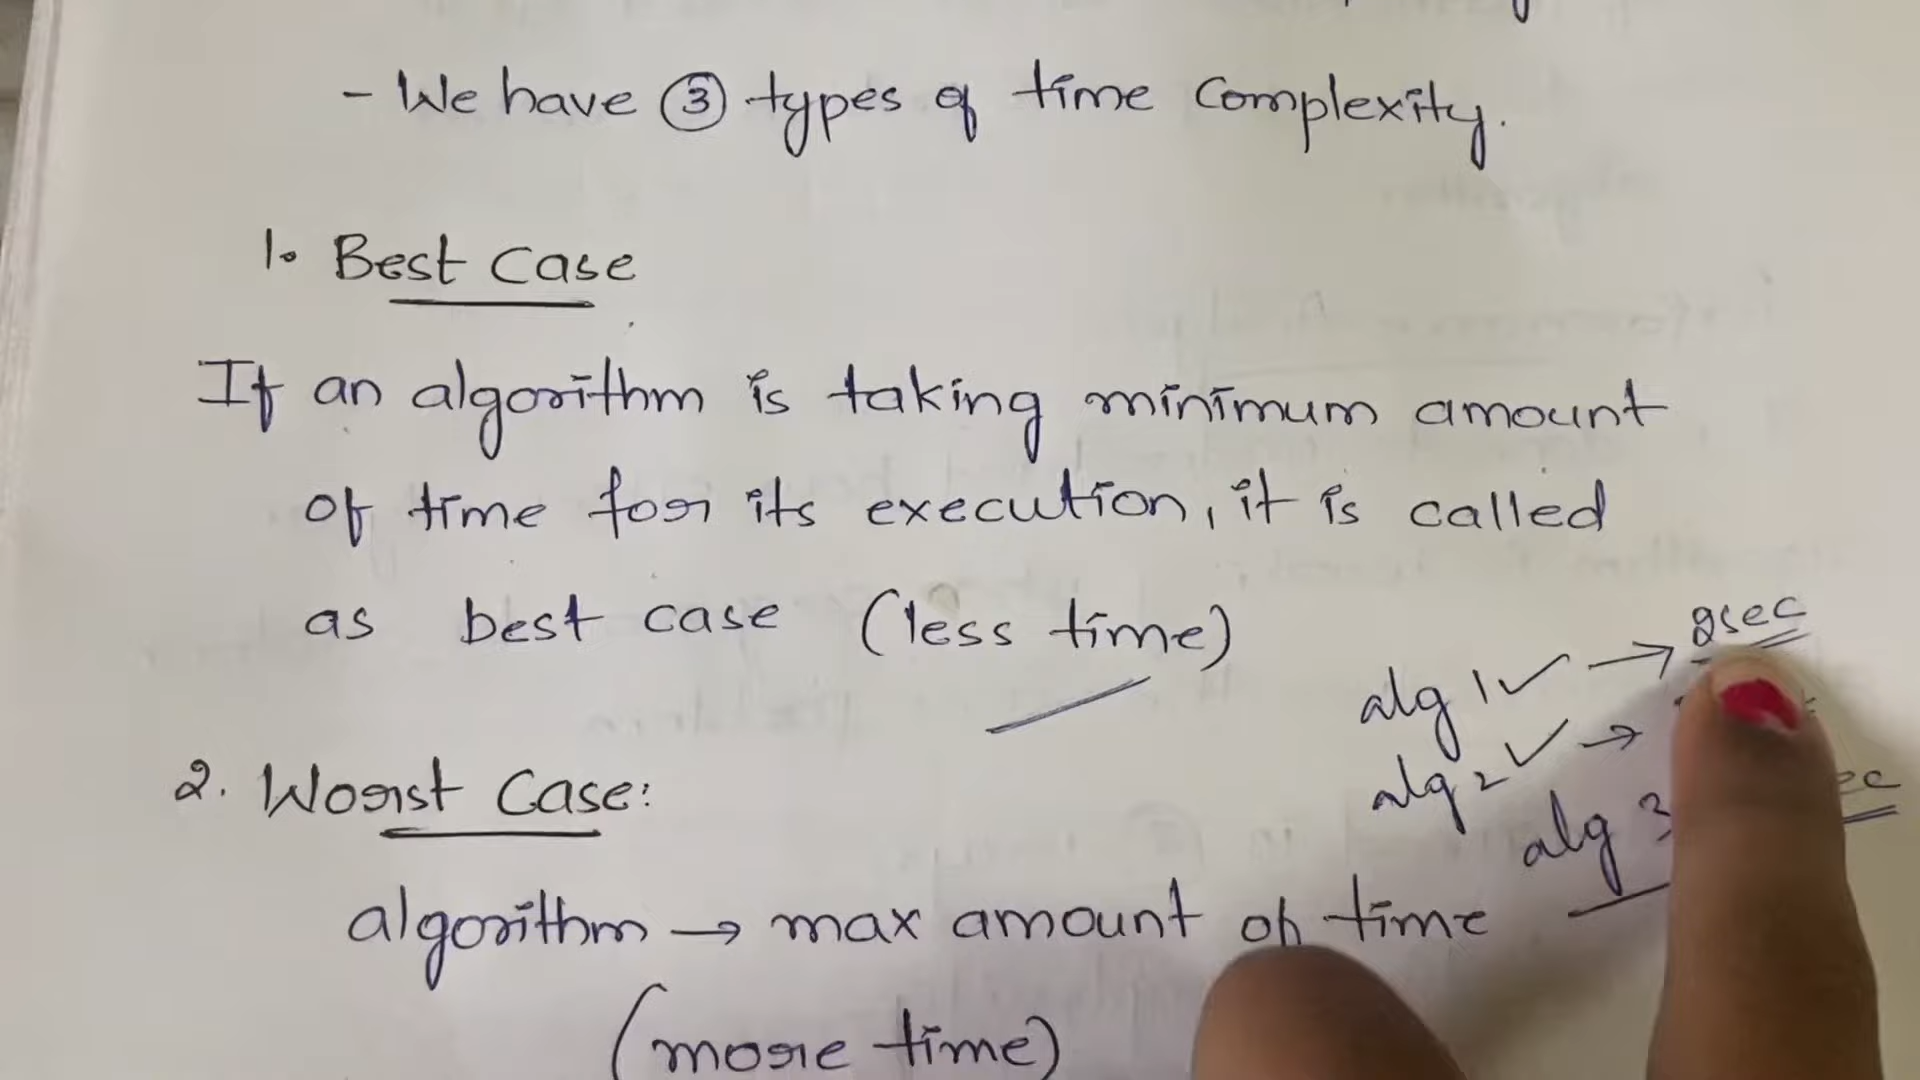 - We have ③ types of time complexity.
1. Best Case
If an algorithm is taking minimum amount
of time for its execution, it is called
as best case (less time)
alg 1 ✓ → 2sec
alg 2 ✓ →
alg 3
2. Worst Case:
algorithm → max amount of time
(more time)